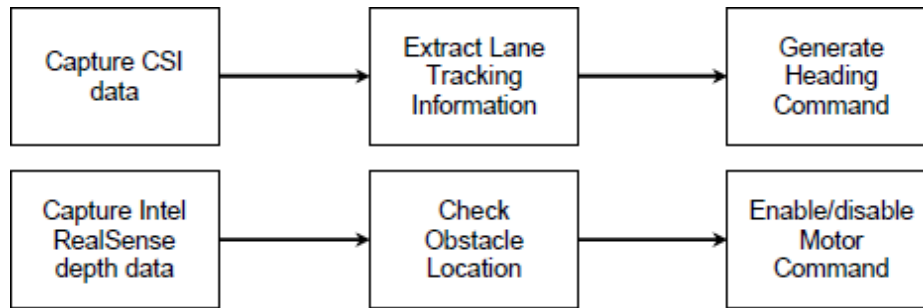 Capture CSI
data
Extract Lane
Tracking
Information
Generate
Heading
Command
Capture Intel
RealSense
depth data
Check
Obstacle
Location
Enable/disable
Motor
Command